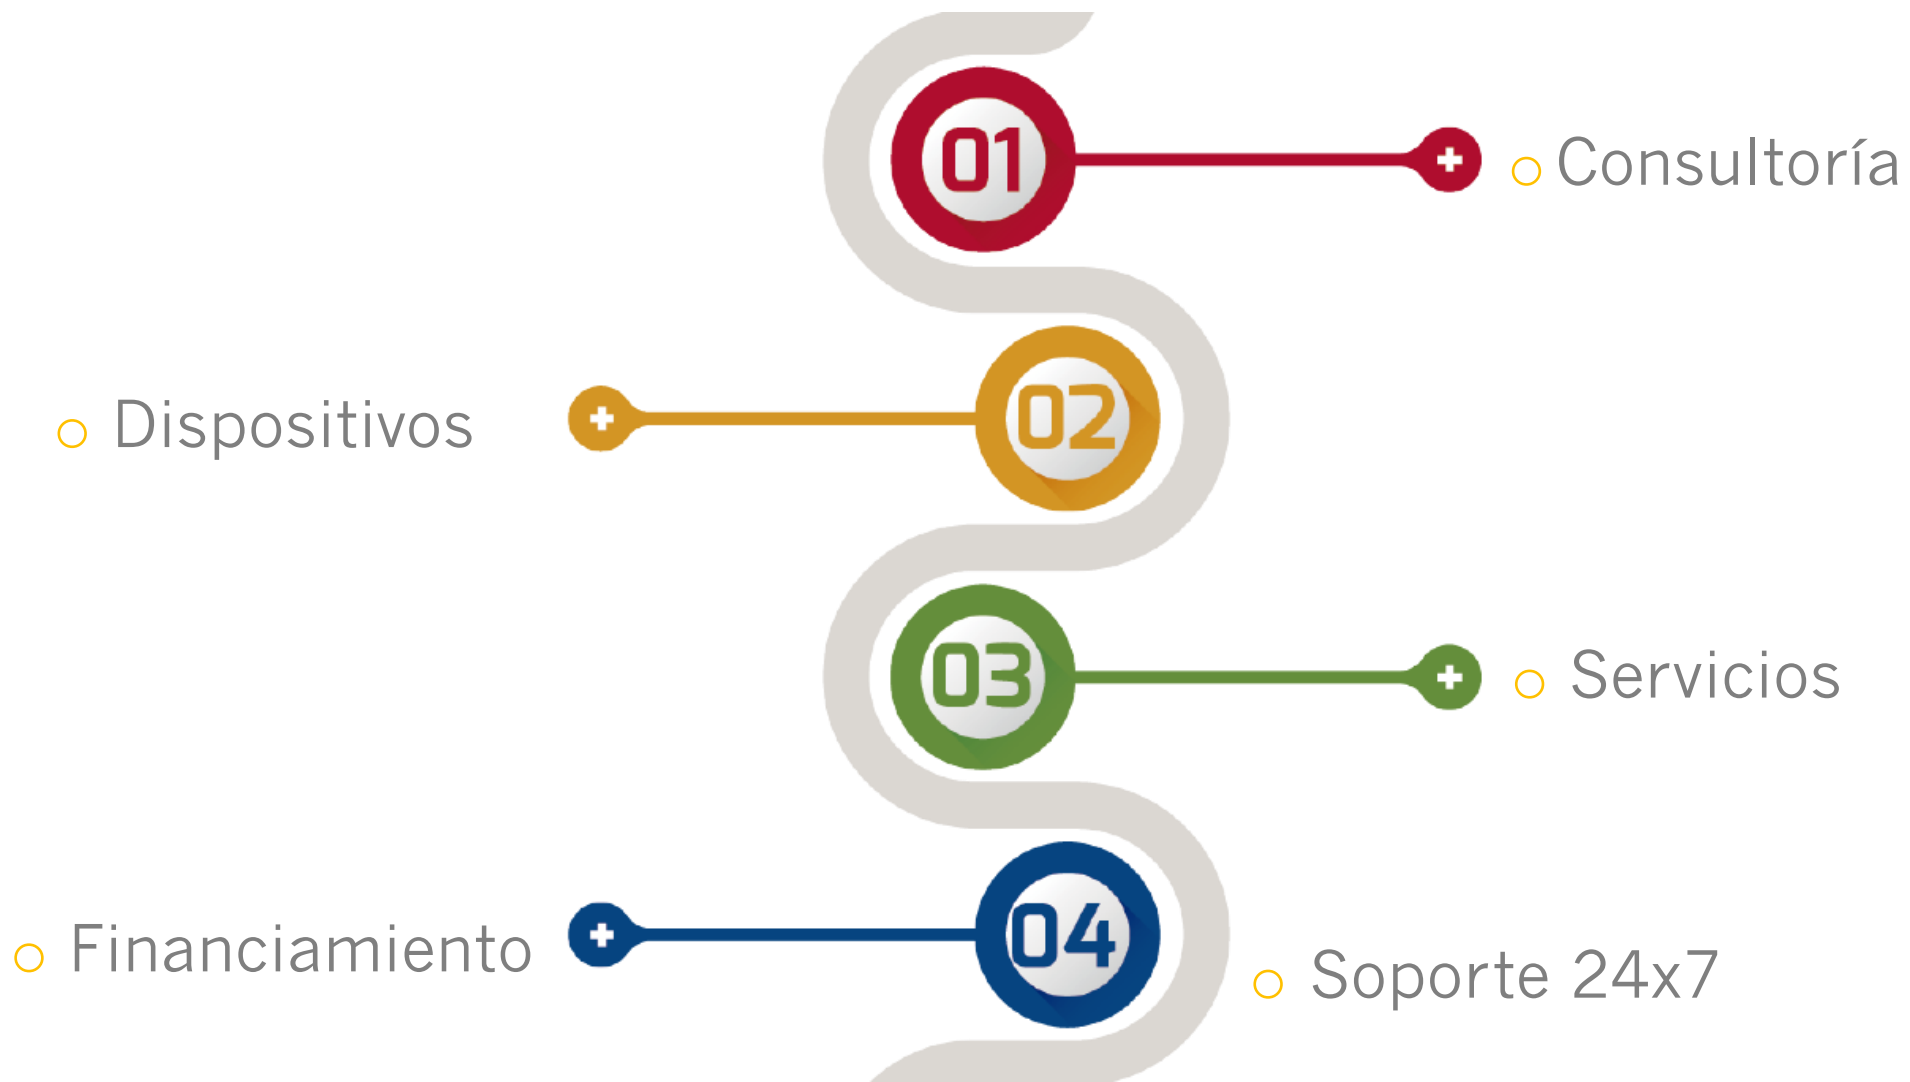 01
Consultoría
Dispositivos
02
03
Servicios
Financiamiento
04
Soporte 24x7